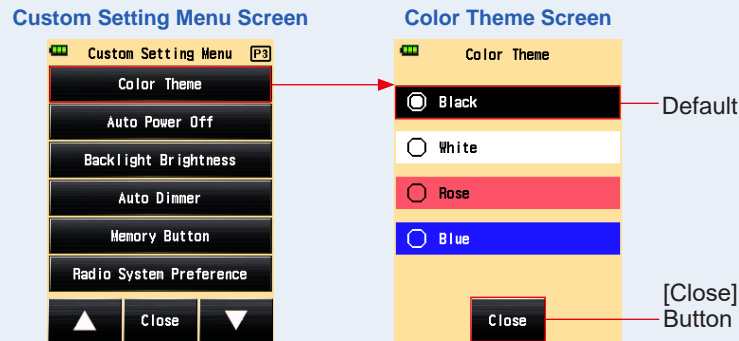 Custom Setting Menu Screen
Custom Setting Menu P3
Color Theme
Auto Power Off
Backlight Brightness
Auto Dimmer
Memory Button
Radio System Preference
Close
Color Theme Screen
Color Theme
Black
White
Rose
Blue
Close
Default
[Close]
Button